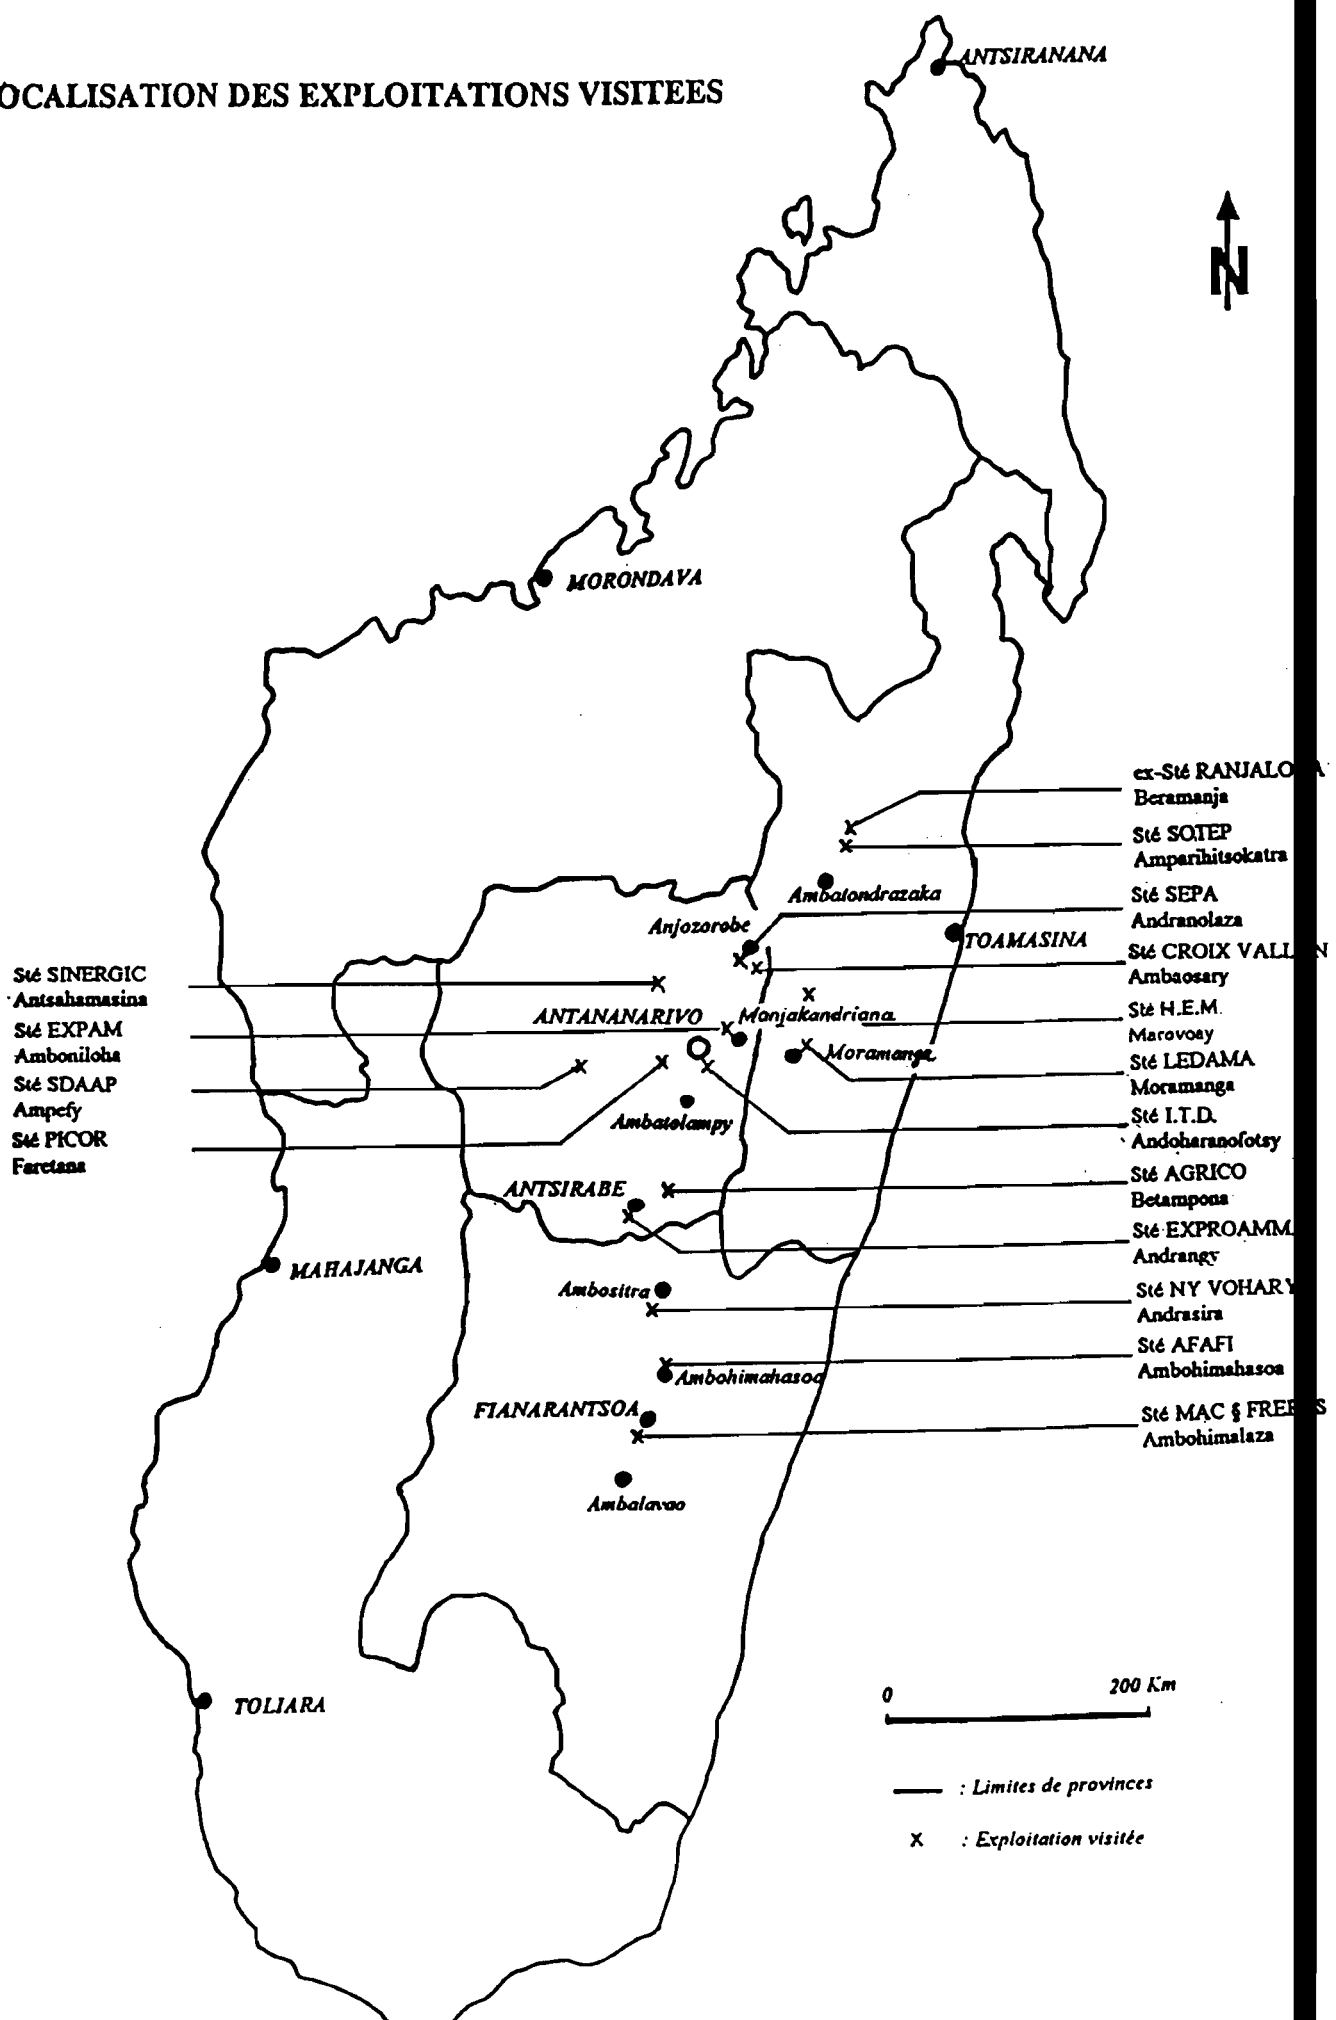 OCALISATION DES EXPLOITATIONS VISITEES
ANTSIRANANA
N
MORONDAVA
ex-Sté RANJALO A
Beramanja
Sté SOTEP
Amparihitsokatra
Ambatondrazaka
Sté SEPA
Andranolaza
Anjozorobe
TOAMASINA
Sté CROIX VALL N
Ambaosary
Sté SINERGIC
Antsahamasina
ANTANANARIVO
Manjakandriana
Sté H.E.M.
Marovoay
Sté EXPAM
Amboniloha
Moramanga
Sté LEDAMA
Moramanga
Sté SDAAP
Ampefy
Ambatolampy
Sté I.T.D.
Andoharanofotsy
Sté PICOR
Faretana
ANTSIRABE
Sté AGRICO
Betampona
Sté EXPROAMM
Andrangy
MAHAJANGA
Ambositra
Sté NY VOHARY
Andrasira
Sté AFAFI
Ambohimahasoa
Ambohimahasoa
FIANARANTSOA
Sté MAC § FRE S
Ambohimalaza
Ambalavao
TOLIARA
0 200 Km
: Limites de provinces
x : Exploitation visitée